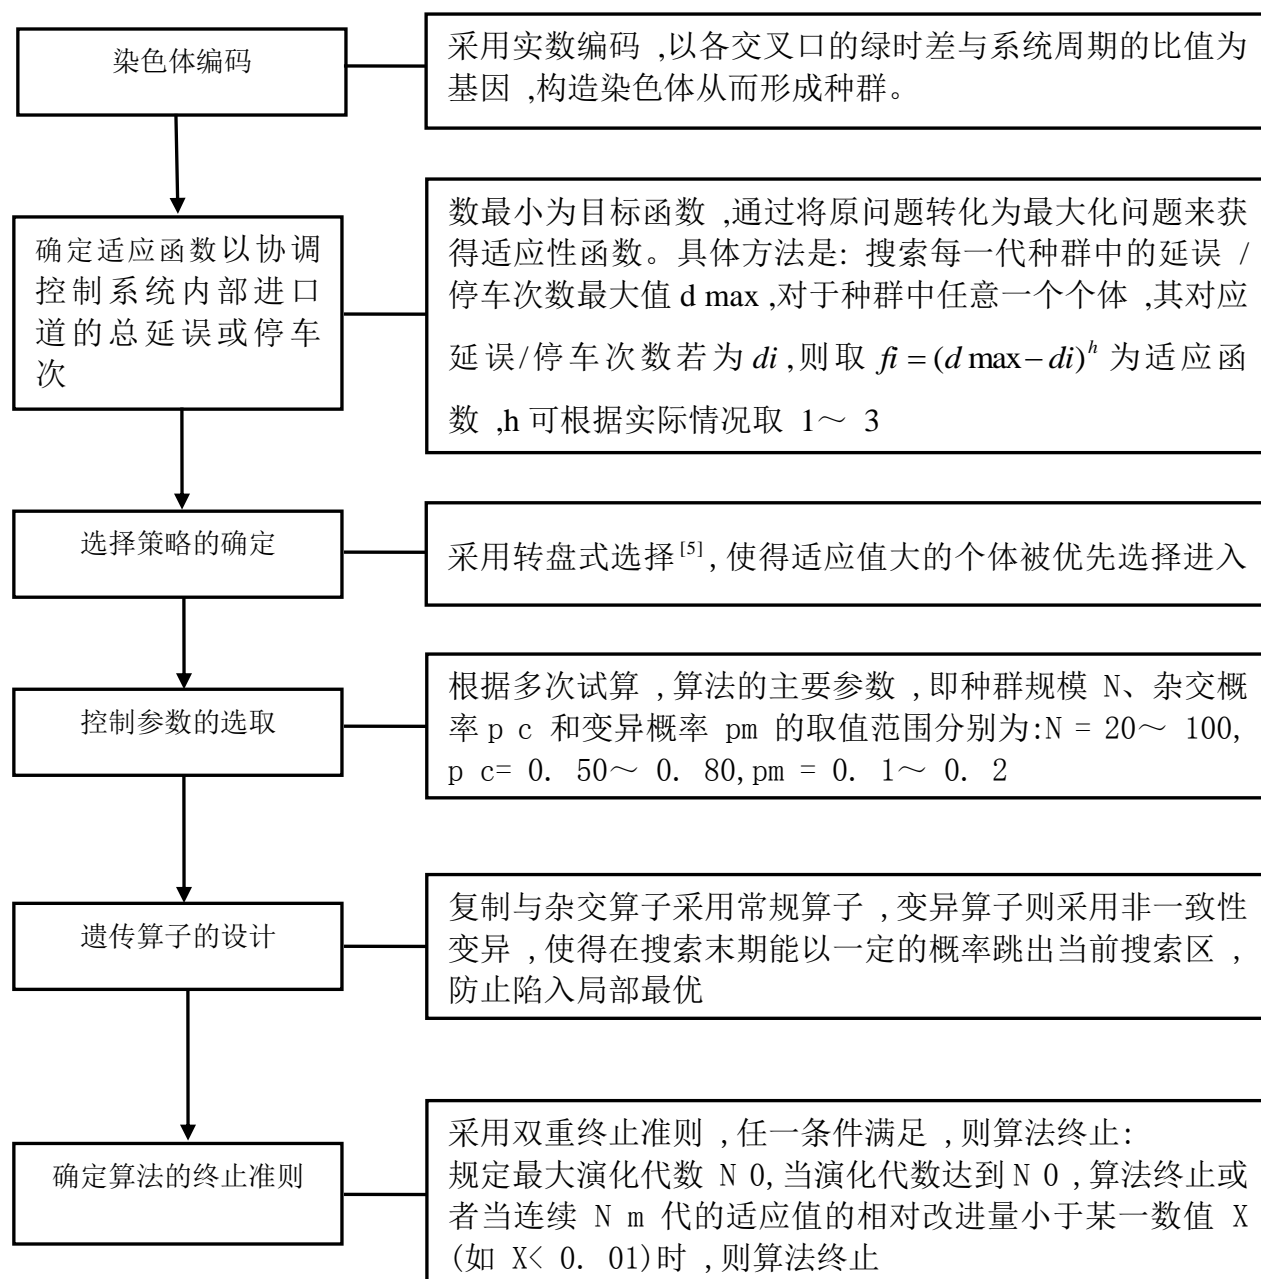 染色体编码
采用实数编码 ,以各交叉口的绿时差与系统周期的比值为
基因 ,构造染色体从而形成种群。
确定适应函数以协调
控制系统内部进口
道的总延误或停车
次
数最小为目标函数 ,通过将原问题转化为最大化问题来获
得适应性函数。具体方法是: 搜索每一代种群中的延误 /
停车次数最大值 d max ,对于种群中任意一个个体 ,其对应
延误/停车次数若为 di ,则取 fi = (d max− di)^h 为适应函
数 ,h 可根据实际情况取 1～ 3
选择策略的确定
采用转盘式选择[5],使得适应值大的个体被优先选择进入
控制参数的选取
根据多次试算 ,算法的主要参数 ,即种群规模 N、杂交概
率 p c 和变异概率 pm 的取值范围分别为:N = 20～ 100,
p c= 0. 50～ 0. 80,pm = 0. 1～ 0. 2
遗传算子的设计
复制与杂交算子采用常规算子 ,变异算子则采用非一致性
变异 ,使得在搜索末期能以一定的概率跳出当前搜索区 ,
防止陷入局部最优
确定算法的终止准则
采用双重终止准则 ,任一条件满足 ,则算法终止:
规定最大演化代数 N 0,当演化代数达到 N 0 ,算法终止或
者当连续 N m 代的适应值的相对改进量小于某一数值 X
(如 X< 0. 01)时 ,则算法终止